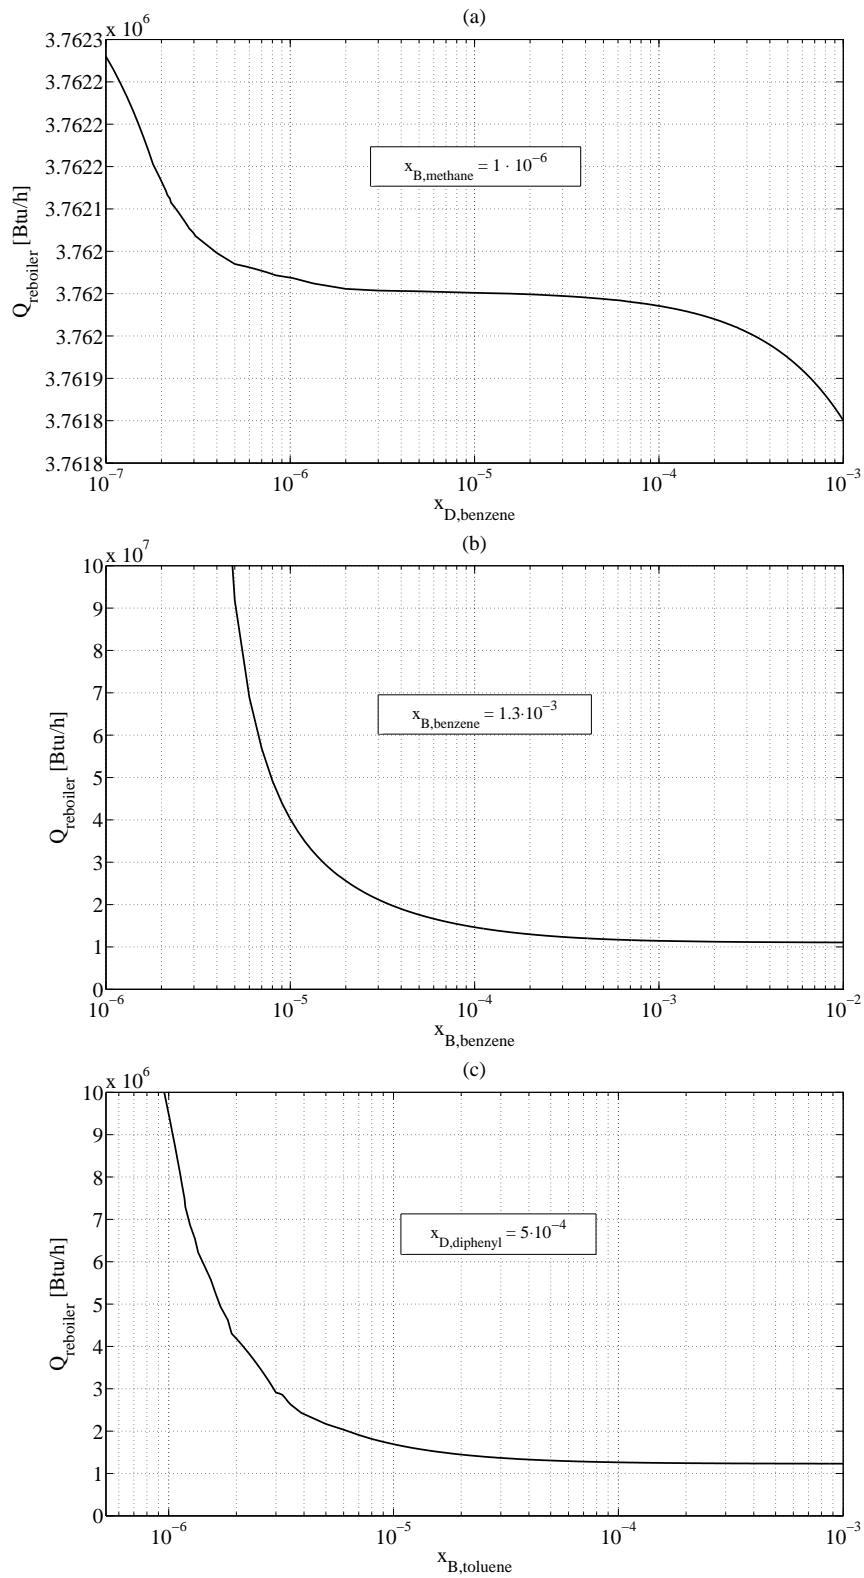 (a)
x 10^6
3.7623
3.7622
3.7622
3.7622
3.7621
3.762
3.762
3.762
3.7619
3.7618
3.7618
Q_reboiler [Btu/h]
x_B,methane = 1 · 10^−6
10^−7 10^−6 10^−5 10^−4 10^−3
x_D,benzene
(b)
x 10^7
10
9
8
7
6
5
4
3
2
1
0
Q_reboiler [Btu/h]
x_B,benzene = 1.3·10^−3
10^−6 10^−5 10^−4 10^−3 10^−2
x_B,benzene
(c)
x 10^6
10
9
8
7
6
5
4
3
2
1
0
Q_reboiler [Btu/h]
x_D,diphenyl = 5·10^−4
10^−6 10^−5 10^−4 10^−3
x_B,toluene